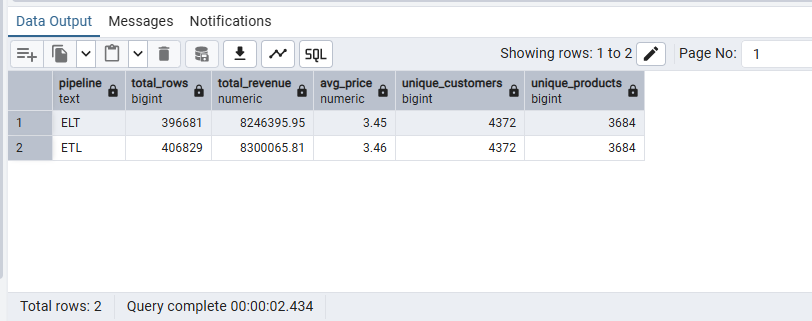 Data Output Messages Notifications
SQL Showing rows: 1 to 2 Page No: 1
pipeline total_rows total_revenue avg_price unique_customers unique_products
text bigint numeric numeric bigint bigint
1 ELT 396681 8246395.95 3.45 4372 3684
2 ETL 406829 8300065.81 3.46 4372 3684
Total rows: 2 Query complete 00:00:02.434